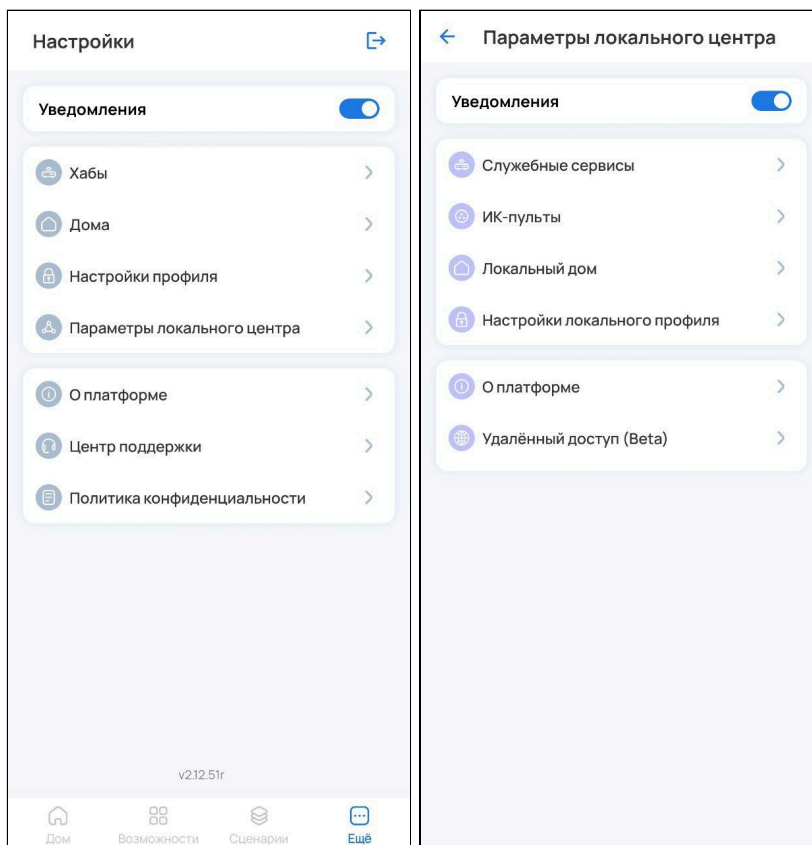 Настройки
Уведомления
Хабы
Дома
Настройки профиля
Параметры локального центра
О платформе
Центр поддержки
Политика конфиденциальности
v2.12.51r
Дом
Возможности
Сценарии
Ещё
Параметры локального центра
Уведомления
Служебные сервисы
ИК-пульты
Локальный дом
Настройки локального профиля
О платформе
Удалённый доступ (Beta)